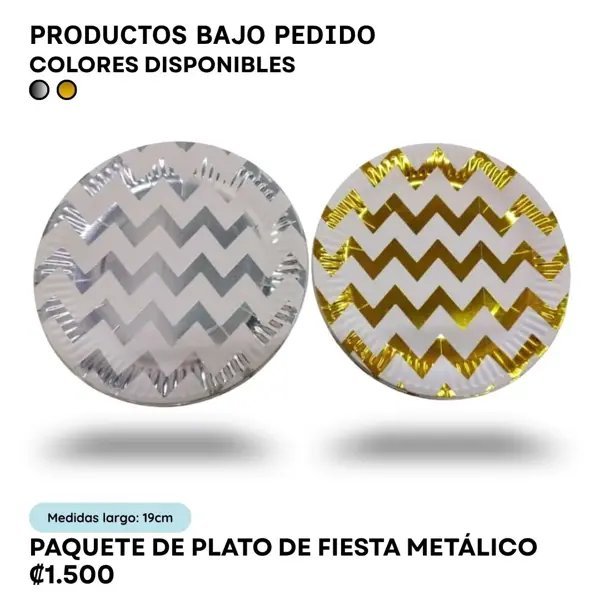 PRODUCTOS BAJO PEDIDO
COLORES DISPONIBLES
Medidas largo: 19cm
PAQUETE DE PLATO DE FIESTA METÁLICO
₡1.500